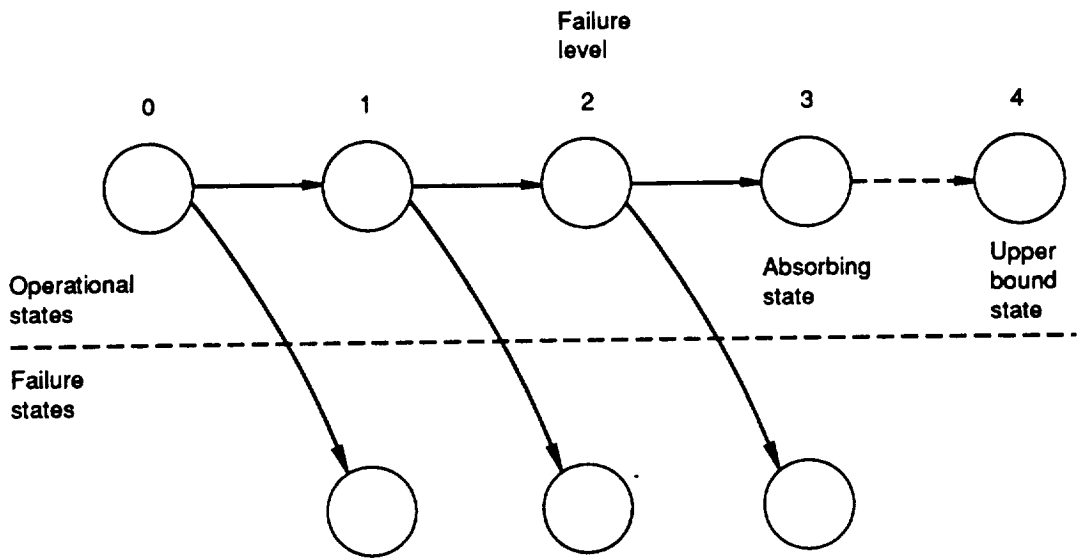 Failure
level
0
1
2
3
4
Absorbing
state
Upper
bound
state
Operational
states
Failure
states